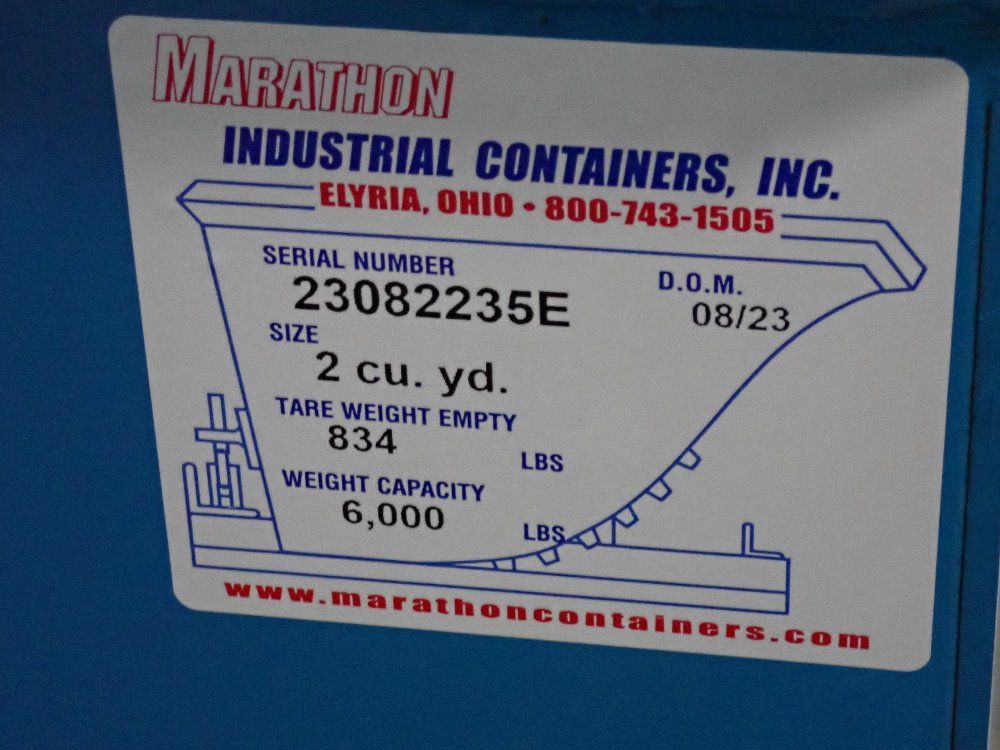 MARATHON
INDUSTRIAL CONTAINERS, INC.
ELYRIA, OHIO • 800-743-1505
SERIAL NUMBER
23082235E
D.O.M.
08/23
SIZE
2 cu. yd.
TARE WEIGHT EMPTY
834 LBS
WEIGHT CAPACITY
6,000 LBS
www.marathoncontainers.com